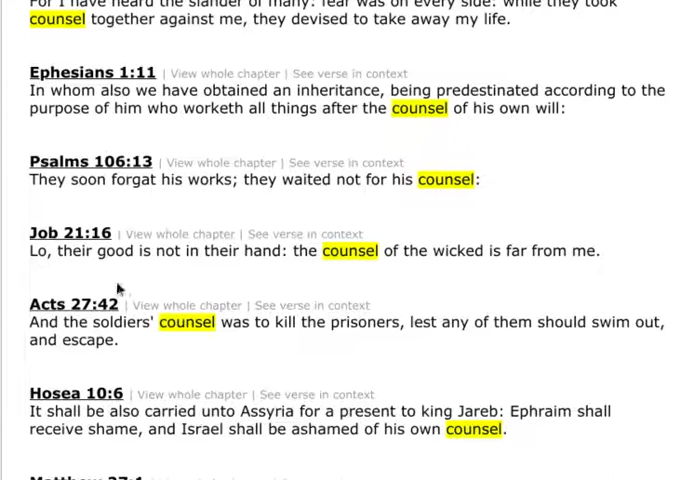 For I have heard the slander of many: fear was on every side: while they took
counsel together against me, they devised to take away my life.
Ephesians 1:11 | View whole chapter | See verse in context
In whom also we have obtained an inheritance, being predestinated according to the
purpose of him who worketh all things after the counsel of his own will:
Psalms 106:13 | View whole chapter | See verse in context
They soon forgat his works; they waited not for his counsel:
Job 21:16 | View whole chapter | See verse in context
Lo, their good is not in their hand: the counsel of the wicked is far from me.
Acts 27:42 | View whole chapter | See verse in context
And the soldiers' counsel was to kill the prisoners, lest any of them should swim out,
and escape.
Hosea 10:6 | View whole chapter | See verse in context
It shall be also carried unto Assyria for a present to king Jareb: Ephraim shall
receive shame, and Israel shall be ashamed of his own counsel.
Matthew 27:1